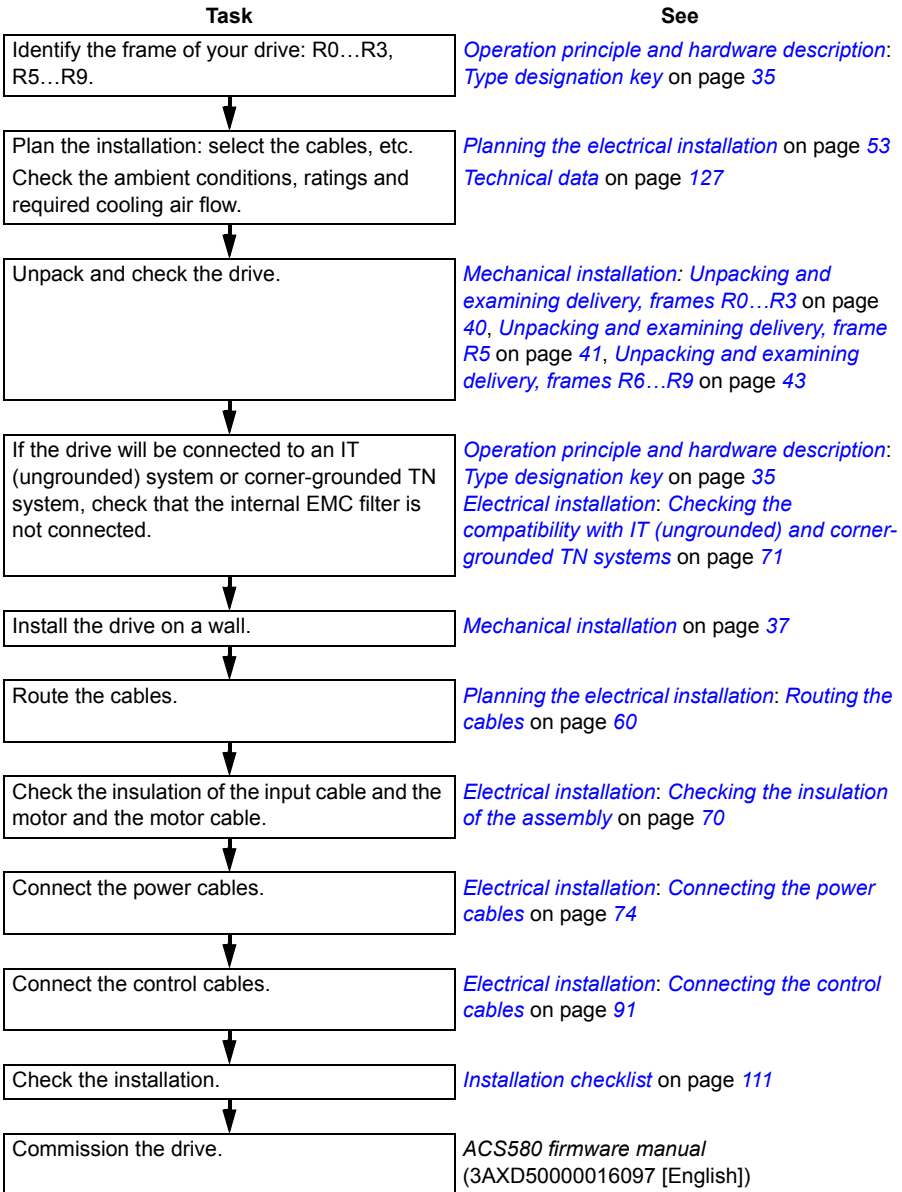 Task
See
Identify the frame of your drive: R0…R3,
R5…R9.
Operation principle and hardware description:
Type designation key on page 35
Plan the installation: select the cables, etc.
Check the ambient conditions, ratings and
required cooling air flow.
Planning the electrical installation on page 53
Technical data on page 127
Unpack and check the drive.
Mechanical installation: Unpacking and
examining delivery, frames R0…R3 on page
40, Unpacking and examining delivery, frame
R5 on page 41, Unpacking and examining
delivery, frames R6…R9 on page 43
If the drive will be connected to an IT
(ungrounded) system or corner-grounded TN
system, check that the internal EMC filter is
not connected.
Operation principle and hardware description:
Type designation key on page 35
Electrical installation: Checking the
compatibility with IT (ungrounded) and corner-
grounded TN systems on page 71
Install the drive on a wall.
Mechanical installation on page 37
Route the cables.
Planning the electrical installation: Routing the
cables on page 60
Check the insulation of the input cable and the
motor and the motor cable.
Electrical installation: Checking the insulation
of the assembly on page 70
Connect the power cables.
Electrical installation: Connecting the power
cables on page 74
Connect the control cables.
Electrical installation: Connecting the control
cables on page 91
Check the installation.
Installation checklist on page 111
Commission the drive.
ACS580 firmware manual
(3AXD50000016097 [English])